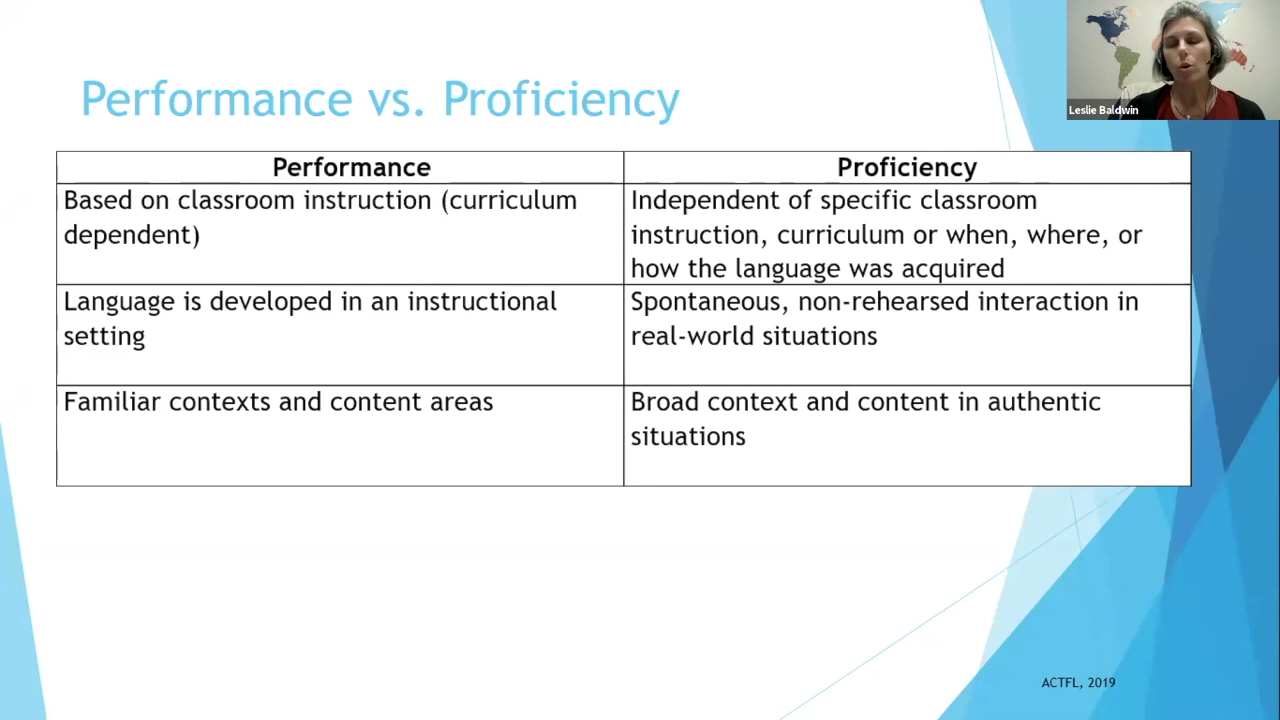 Performance vs. Proficiency
Leslie Baldwin
Performance
Proficiency
Based on classroom instruction (curriculum
dependent)
Independent of specific classroom
instruction, curriculum or when, where, or
how the language was acquired
Language is developed in an instructional
setting
Spontaneous, non-rehearsed interaction in
real-world situations
Familiar contexts and content areas
Broad context and content in authentic
situations
ACTFL, 2019